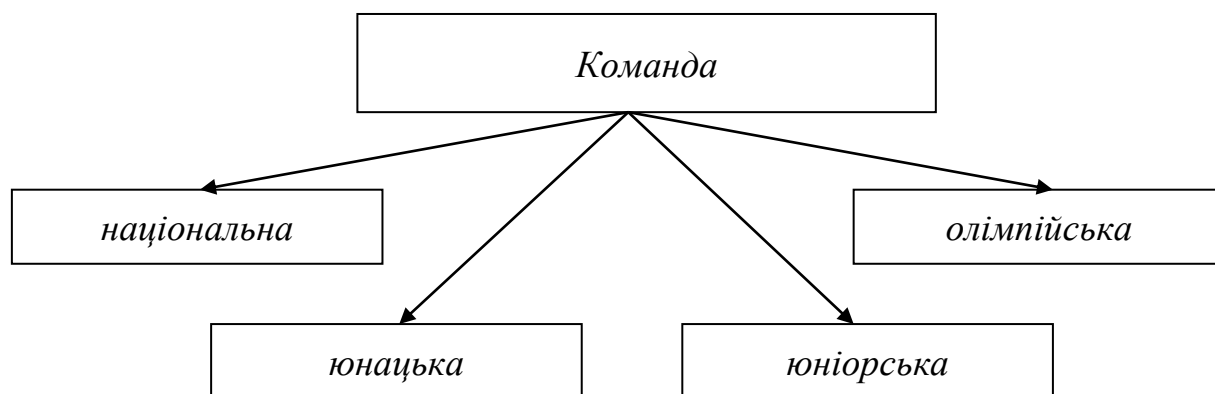 Команда
національна
олімпійська
юнацька
юніорська